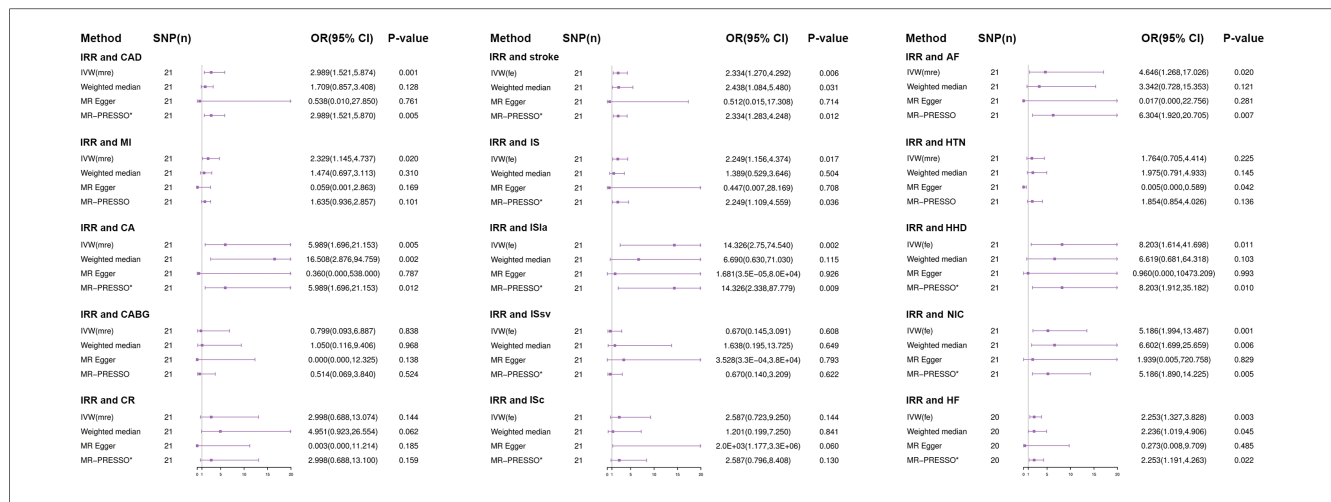 Method SNP(n) OR(95% CI) P-value
IRR and CAD
IVW(mre) 21 2.989(1.521,5.874) 0.001
Weighted median 21 1.709(0.857,3.408) 0.128
MR Egger 21 0.538(0.010,27.850) 0.761
MR−PRESSO* 21 2.989(1.521,5.870) 0.005
IRR and MI
IVW(mre) 21 2.329(1.145,4.737) 0.020
Weighted median 21 1.474(0.697,3.113) 0.310
MR Egger 21 0.059(0.001,2.863) 0.169
MR−PRESSO 21 1.635(0.936,2.857) 0.101
IRR and CA
IVW(mre) 21 5.989(1.696,21.153) 0.005
Weighted median 21 16.508(2.876,94.759) 0.002
MR Egger 21 0.360(0.000,538.000) 0.787
MR−PRESSO* 21 5.989(1.696,21.153) 0.012
IRR and CABG
IVW(mre) 21 0.799(0.093,6.887) 0.838
Weighted median 21 1.050(0.116,9.406) 0.968
MR Egger 21 0.000(0.000,12.325) 0.138
MR−PRESSO 21 0.514(0.069,3.840) 0.524
IRR and CR
IVW(mre) 21 2.998(0.688,13.074) 0.144
Weighted median 21 4.951(0.923,26.554) 0.062
MR Egger 21 0.003(0.000,11.214) 0.185
MR−PRESSO* 21 2.998(0.688,13.100) 0.159
0 1 5 10 15 20
Method SNP(n) OR(95% CI) P-value
IRR and stroke
IVW(fe) 21 2.334(1.270,4.292) 0.006
Weighted median 21 2.438(1.084,5.480) 0.031
MR Egger 21 0.512(0.015,17.308) 0.714
MR−PRESSO* 21 2.334(1.283,4.248) 0.012
IRR and IS
IVW(fe) 21 2.249(1.156,4.374) 0.017
Weighted median 21 1.389(0.529,3.646) 0.504
MR Egger 21 0.447(0.007,28.169) 0.708
MR−PRESSO* 21 2.249(1.109,4.559) 0.036
IRR and ISla
IVW(fe) 21 14.326(2.75,74.540) 0.002
Weighted median 21 6.690(0.630,71.030) 0.115
MR Egger 21 1.681(3.5E−05,8.0E+04) 0.926
MR−PRESSO* 21 14.326(2.338,87.779) 0.009
IRR and ISsv
IVW(fe) 21 0.670(0.145,3.091) 0.608
Weighted median 21 1.638(0.195,13.725) 0.649
MR Egger 21 3.528(3.3E−04,3.8E+04) 0.793
MR−PRESSO* 21 0.670(0.140,3.209) 0.622
IRR and ISc
IVW(fe) 21 2.587(0.723,9.250) 0.144
Weighted median 21 1.201(0.199,7.250) 0.841
MR Egger 21 2.0E+03(1.177,3.3E+06) 0.060
MR−PRESSO* 21 2.587(0.796,8.408) 0.130
0 1 5 10 15 20
Method SNP(n) OR(95% CI) P-value
IRR and AF
IVW(mre) 21 4.646(1.268,17.026) 0.020
Weighted median 21 3.342(0.728,15.353) 0.121
MR Egger 21 0.017(0.000,22.756) 0.281
MR−PRESSO 21 6.304(1.920,20.705) 0.007
IRR and HTN
IVW(mre) 21 1.764(0.705,4.414) 0.225
Weighted median 21 1.975(0.791,4.933) 0.145
MR Egger 21 0.005(0.000,0.589) 0.042
MR−PRESSO 21 1.854(0.854,4.026) 0.136
IRR and HHD
IVW(fe) 21 8.203(1.614,41.698) 0.011
Weighted median 21 6.619(0.681,64.318) 0.103
MR Egger 21 0.960(0.000,10473.209) 0.993
MR−PRESSO* 21 8.203(1.912,35.182) 0.010
IRR and NIC
IVW(fe) 21 5.186(1.994,13.487) 0.001
Weighted median 21 6.602(1.699,25.659) 0.006
MR Egger 21 1.939(0.005,720.758) 0.829
MR−PRESSO* 21 5.186(1.890,14.225) 0.005
IRR and HF
IVW(fe) 20 2.253(1.327,3.828) 0.003
Weighted median 20 2.236(1.019,4.906) 0.045
MR Egger 20 0.273(0.008,9.709) 0.485
MR−PRESSO* 20 2.253(1.191,4.263) 0.022
0 1 5 10 15 20